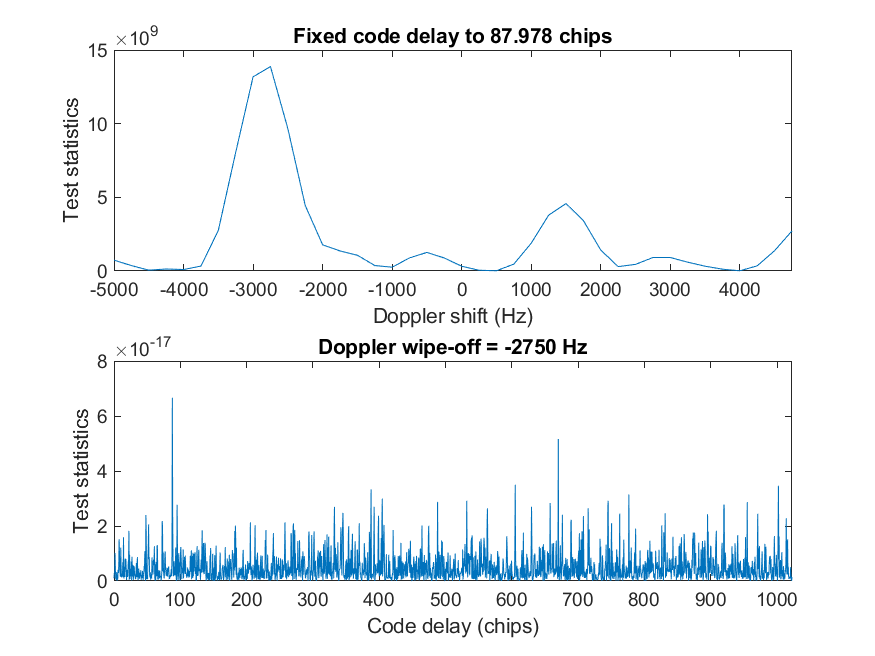 Fixed code delay to 87.978 chips
×10^9
15
10
5
0
Test statistics
-5000 -4000 -3000 -2000 -1000 0 1000 2000 3000 4000
Doppler shift (Hz)
Doppler wipe-off = -2750 Hz
×10^-17
8
6
4
2
0
Test statistics
0 100 200 300 400 500 600 700 800 900 1000
Code delay (chips)